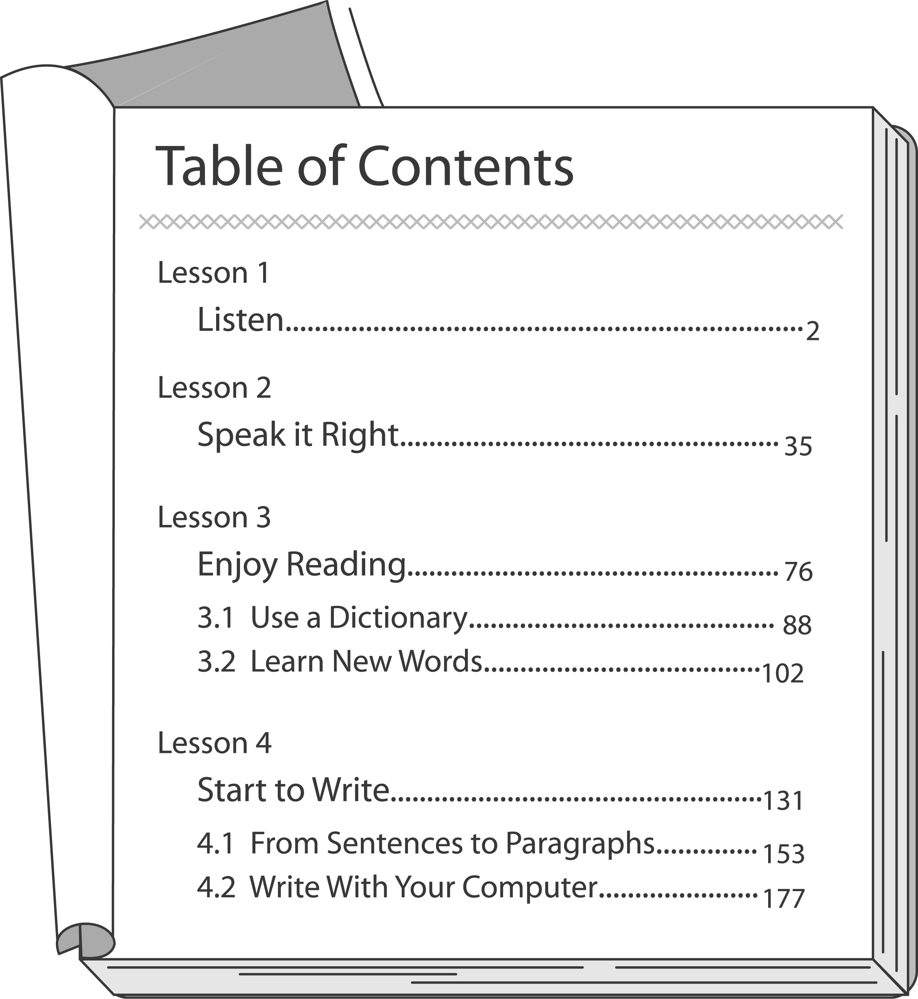 Table of Contents
Lesson 1
Listen........................................................................ 2
Lesson 2
Speak it Right.................................................... 35
Lesson 3
Enjoy Reading................................................... 76
3.1 Use a Dictionary.......................................... 88
3.2 Learn New Words......................................102
Lesson 4
Start to Write...................................................131
4.1 From Sentences to Paragraphs.............. 153
4.2 Write With Your Computer...................... 177